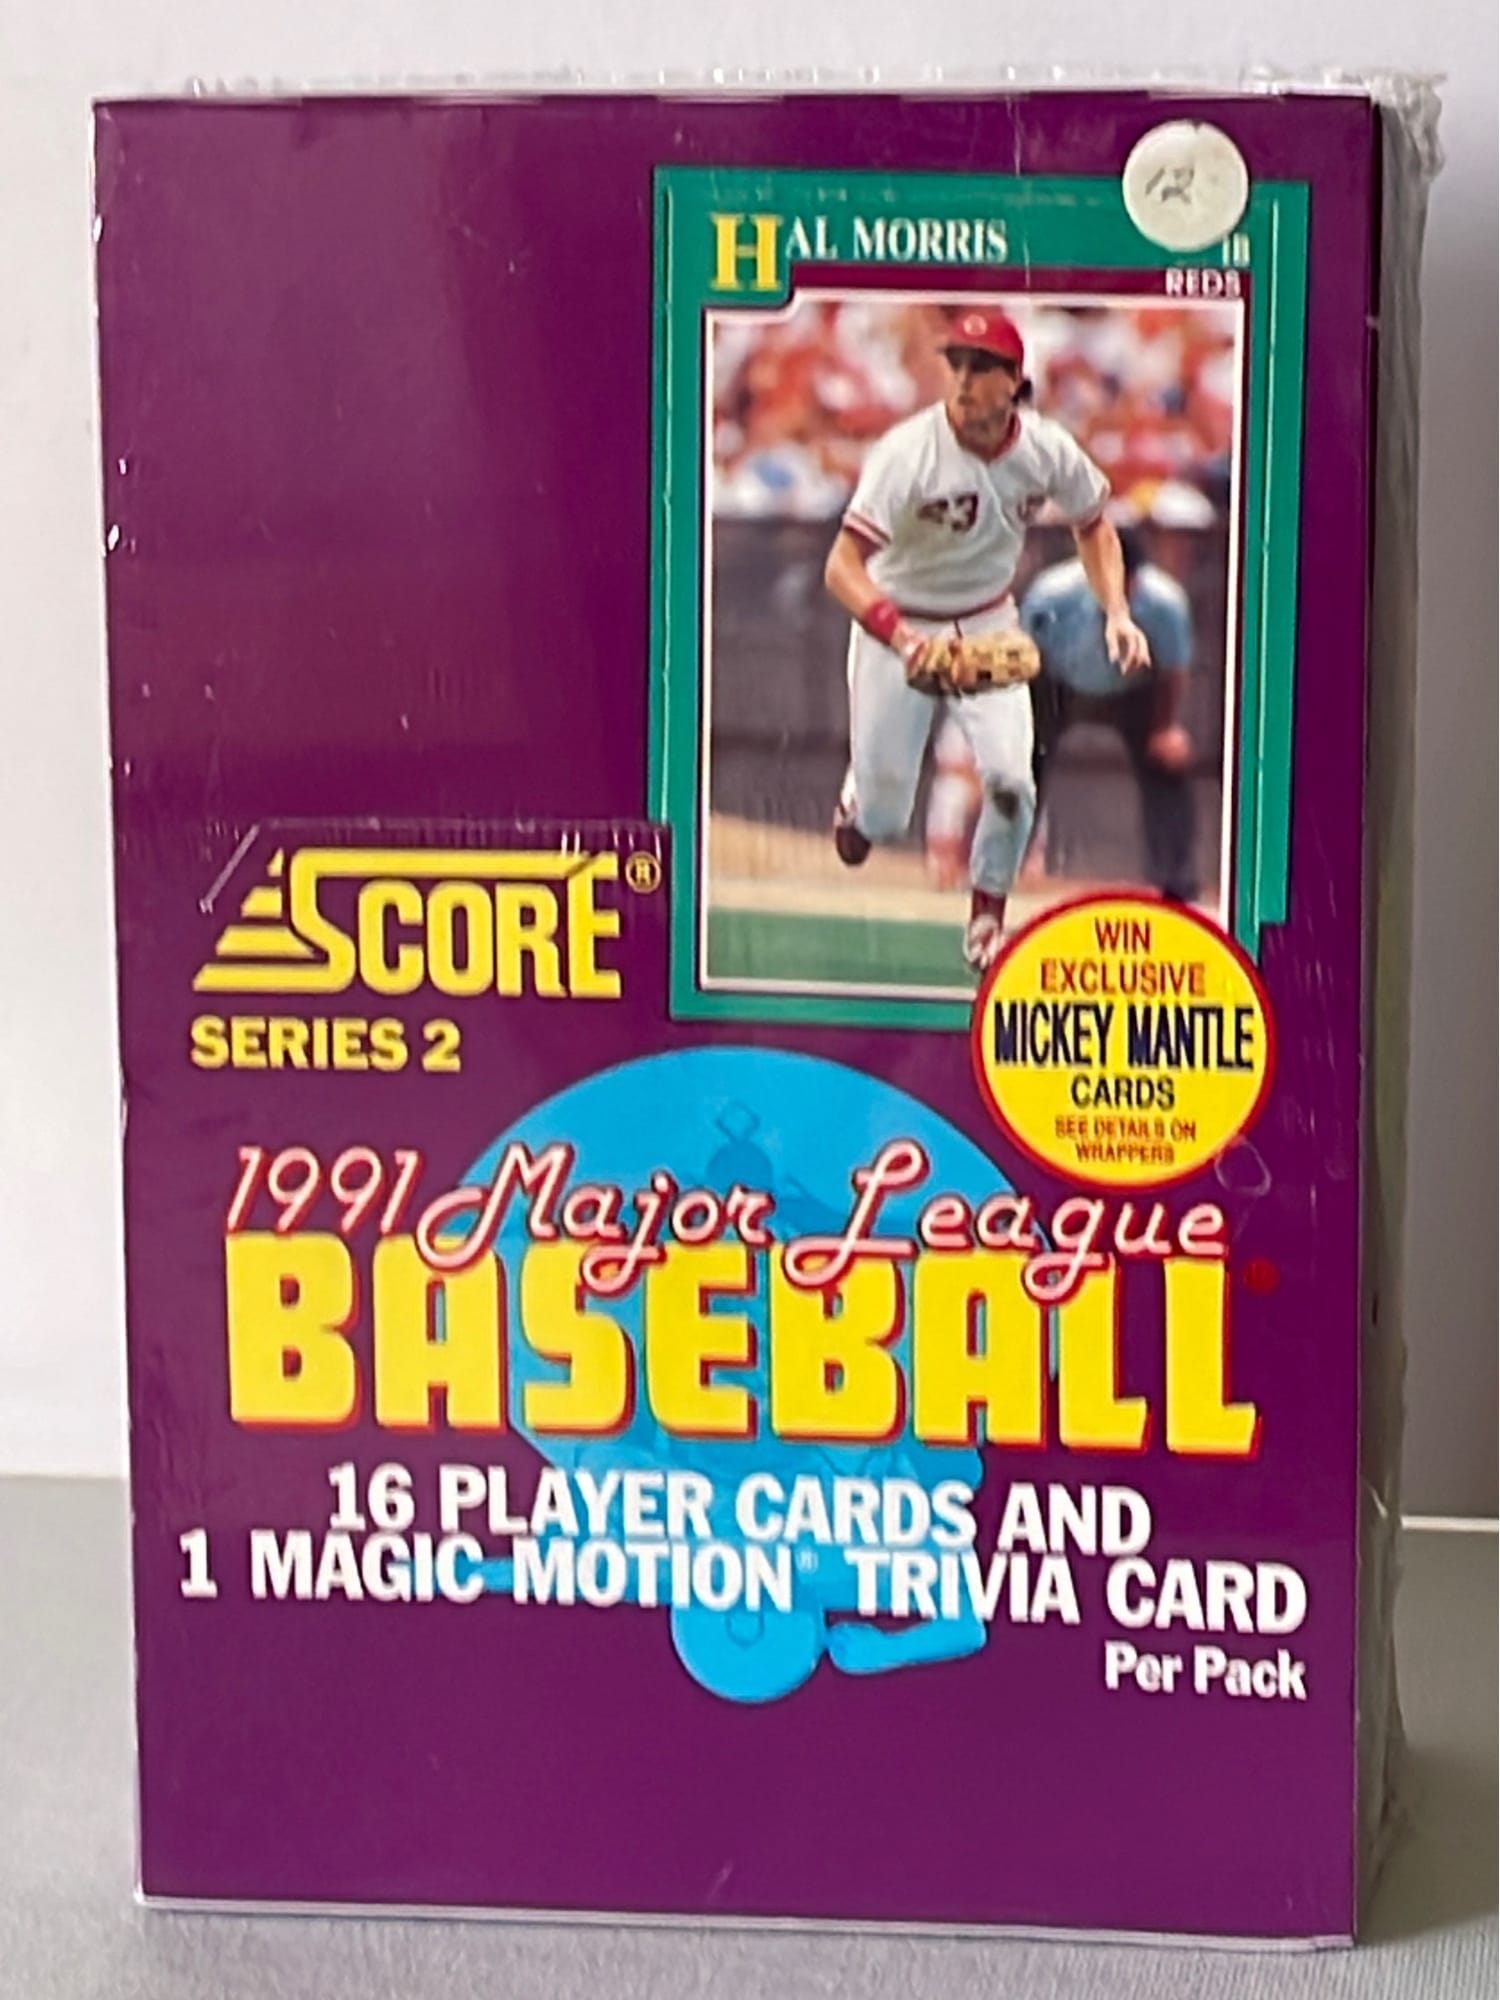 HAL MORRIS
1B
REDS
43
SCORE®
SERIES 2
WIN
EXCLUSIVE
MICKEY MANTLE
CARDS
SEE DETAILS ON
WRAPPERS
1991 Major League
BASEBALL®
16 PLAYER CARDS AND
1 MAGIC MOTION® TRIVIA CARD
Per Pack